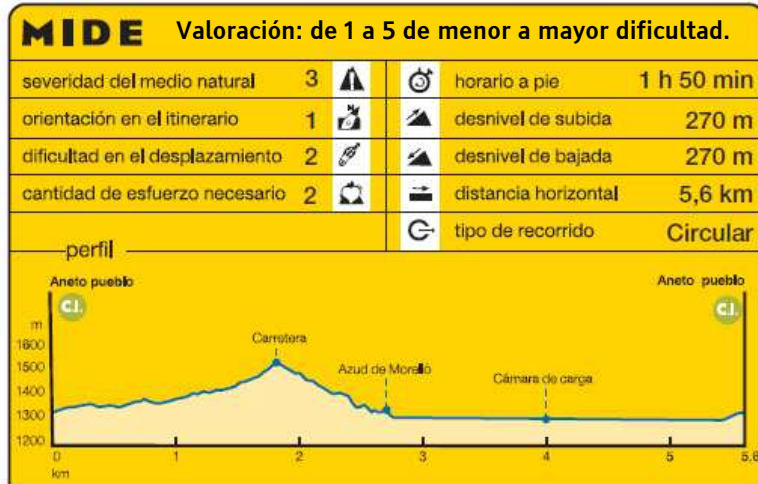 MIDE Valoración: de 1 a 5 de menor a mayor dificultad.
severidad del medio natural 3
horario a pie 1 h 50 min
orientación en el itinerario 1
desnivel de subida 270 m
dificultad en el desplazamiento 2
desnivel de bajada 270 m
cantidad de esfuerzo necesario 2
distancia horizontal 5,6 km
tipo de recorrido Circular
perfil
Aneto pueblo
Aneto pueblo
C.I.
C.I.
m
1600
1500
1400
1300
1200
Carretera
Azud de Morelló
Cámara de carga
0 1 2 3 4 5 5,6
km